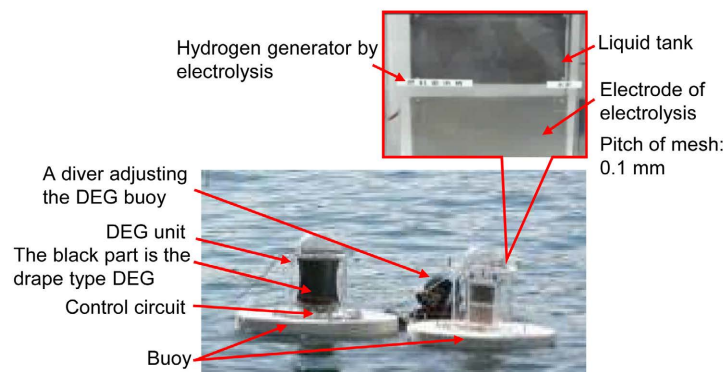 Hydrogen generator by
electrolysis
Liquid tank
Electrode of
electrolysis
Pitch of mesh:
0.1 mm
A diver adjusting
the DEG buoy
DEG unit
The black part is the
drape type DEG
Control circuit
Buoy